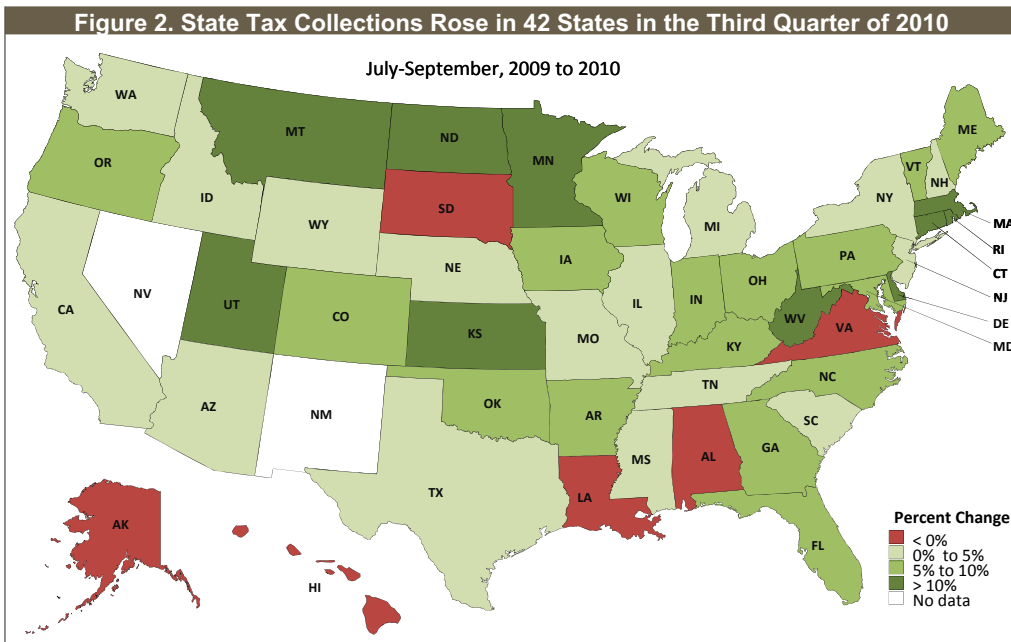 Figure 2. State Tax Collections Rose in 42 States in the Third Quarter of 2010
July-September, 2009 to 2010
WA
MT
ND
MN
ME
OR
VT
ID
WI
NH
SD
NY
WY
MI
MA
RI
IA
PA
NE
CT
OH
NV
IL
IN
NJ
CA
UT
CO
WV
DE
VA
KS
MO
MD
KY
NC
TN
AZ
OK
NM
AR
SC
GA
MS
AL
TX
LA
AK
FL
HI
Percent Change
< 0%
0% to 5%
5% to 10%
> 10%
No data